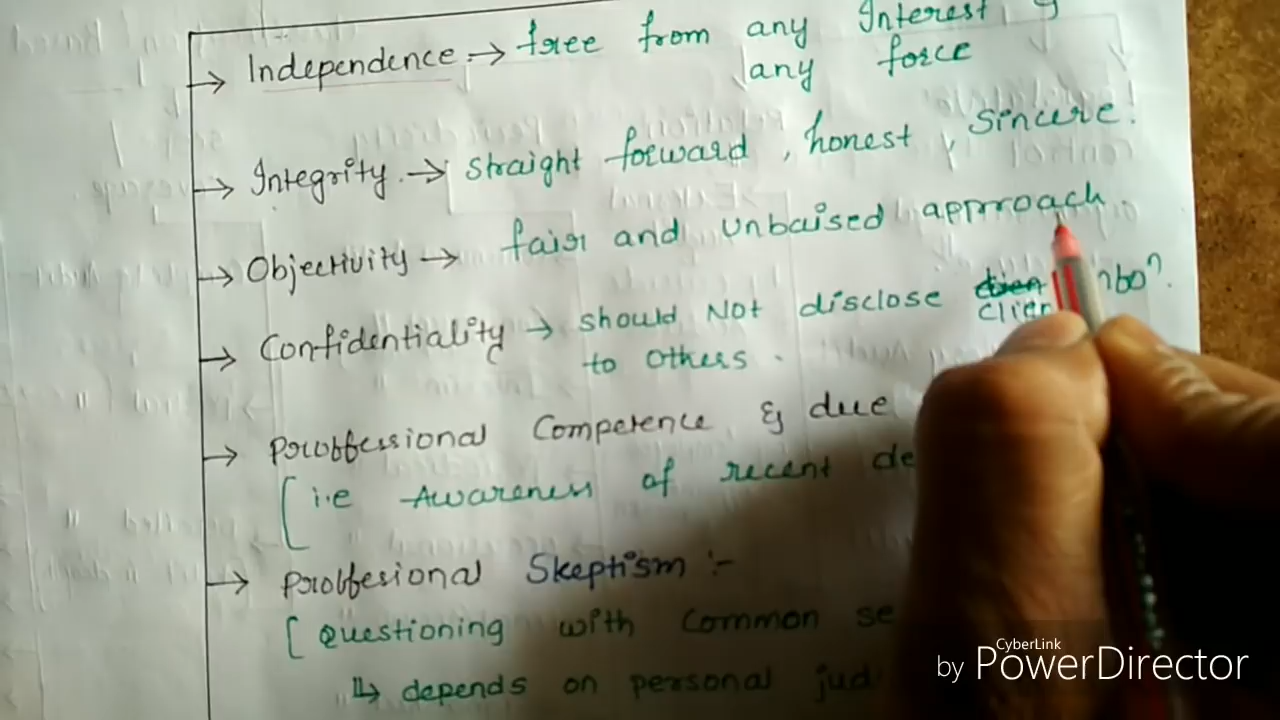 → Independence → free from any Interest
any force
→ Integrity → straight forward, honest, sincere.
→ Objectivity → fair and unbaised approach.
→ Confidentiality → should Not disclose
to others.
→ Proffessional Competence & due
[i.e Awareness of recent
→ Proffesional Skeptism :-
[Questioning with common
↳ depends on personal
CyberLink
by PowerDirector